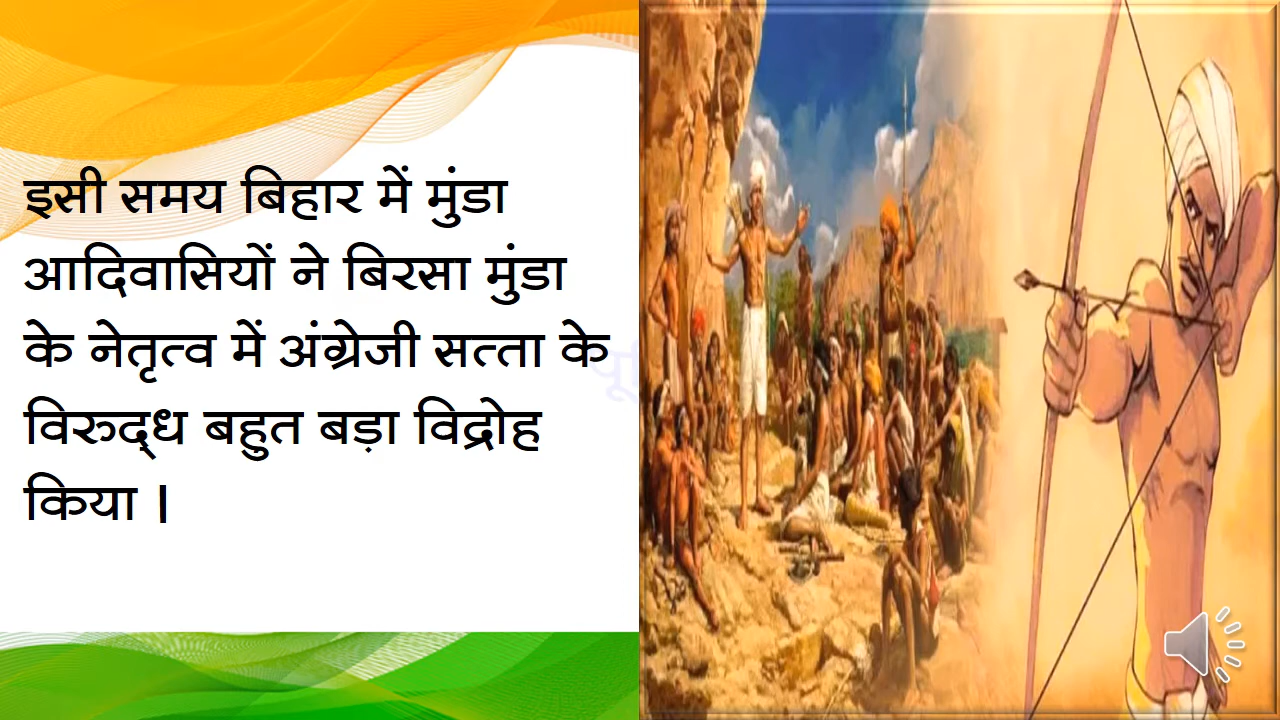 इसी समय बिहार में मुंडा
आदिवासियों ने बिरसा मुंडा
के नेतृत्व में अंग्रेजी सत्ता के
विरुद्ध बहुत बड़ा विद्रोह
किया ।